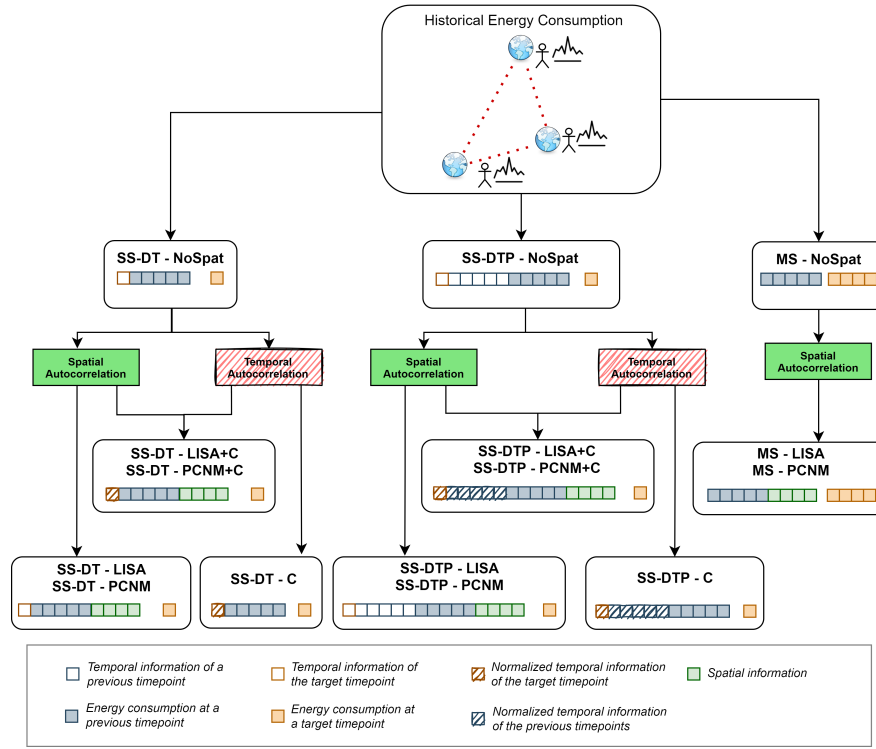 Historical Energy Consumption
SS-DT - NoSpat
SS-DTP - NoSpat
MS - NoSpat
Spatial
Autocorrelation
Temporal
Autocorrelation
Spatial
Autocorrelation
Temporal
Autocorrelation
Spatial
Autocorrelation
SS-DT - LISA+C
SS-DT - PCNM+C
SS-DTP - LISA+C
SS-DTP - PCNM+C
MS - LISA
MS - PCNM
SS-DT - LISA
SS-DT - PCNM
SS-DT - C
SS-DTP - LISA
SS-DTP - PCNM
SS-DTP - C
Temporal information of a
previous timepoint
Temporal information of
the target timepoint
Normalized temporal information
of the target timepoint
Spatial information
Energy consumption at a
previous timepoint
Energy consumption at
a target timepoint
Normalized temporal information
of the previous timepoints